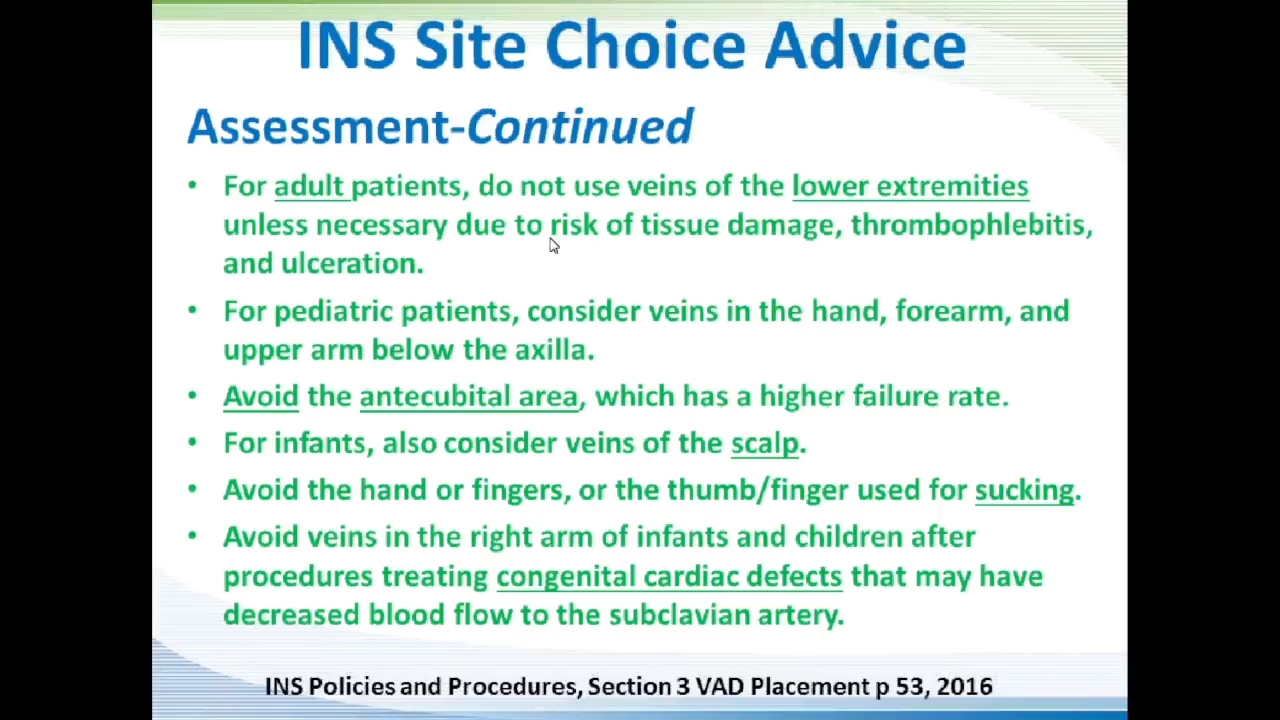 INS Site Choice Advice
Assessment-Continued
• For adult patients, do not use veins of the lower extremities
unless necessary due to risk of tissue damage, thrombophlebitis,
and ulceration.
• For pediatric patients, consider veins in the hand, forearm, and
upper arm below the axilla.
• Avoid the antecubital area, which has a higher failure rate.
• For infants, also consider veins of the scalp.
• Avoid the hand or fingers, or the thumb/finger used for sucking.
• Avoid veins in the right arm of infants and children after
procedures treating congenital cardiac defects that may have
decreased blood flow to the subclavian artery.
INS Policies and Procedures, Section 3 VAD Placement p 53, 2016